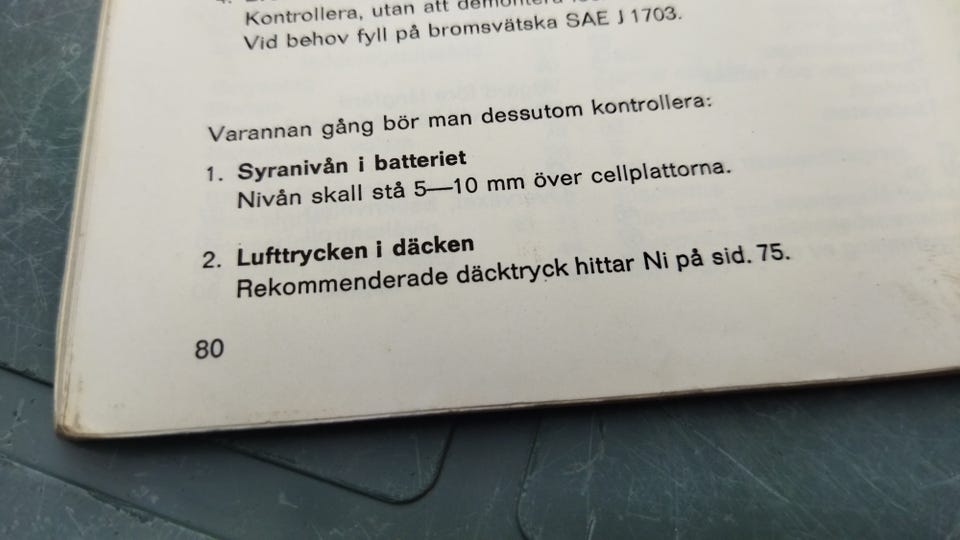 Kontrollera, utan att demontera
Vid behov fyll på bromsvätska SAE J 1703.
Varannan gång bör man dessutom kontrollera:
1. Syranivån i batteriet
Nivån skall stå 5—10 mm över cellplattorna.
2. Lufttrycken i däcken
Rekommenderade däcktryck hittar Ni på sid. 75.
80